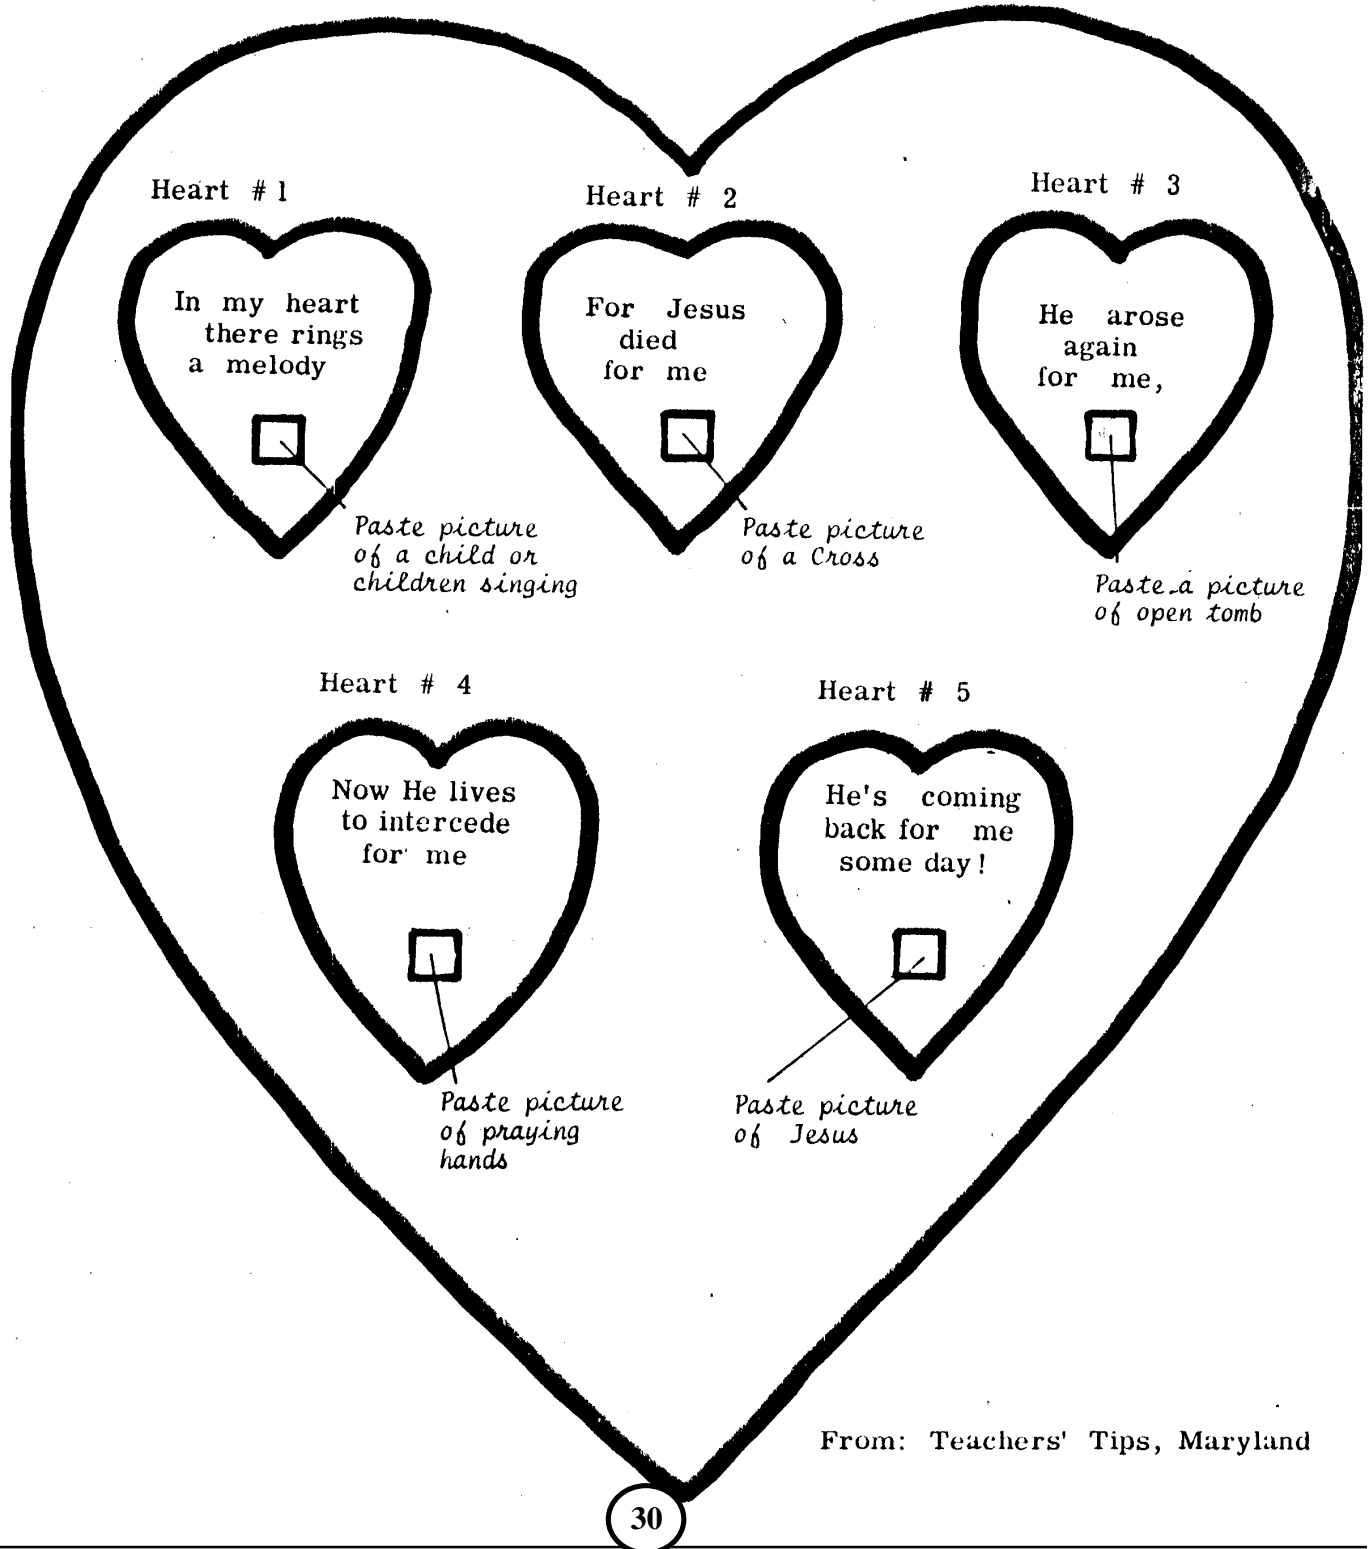 Heart # 1
In my heart
there rings
a melody
Paste picture
of a child or
children singing
Heart # 2
For Jesus
died
for me
Paste picture
of a Cross
Heart # 3
He arose
again
for me,
Paste a picture
of open tomb
Heart # 4
Now He lives
to intercede
for me
Paste picture
of praying
hands
Heart # 5
He's coming
back for me
some day!
Paste picture
of Jesus
From: Teachers' Tips, Maryland
30